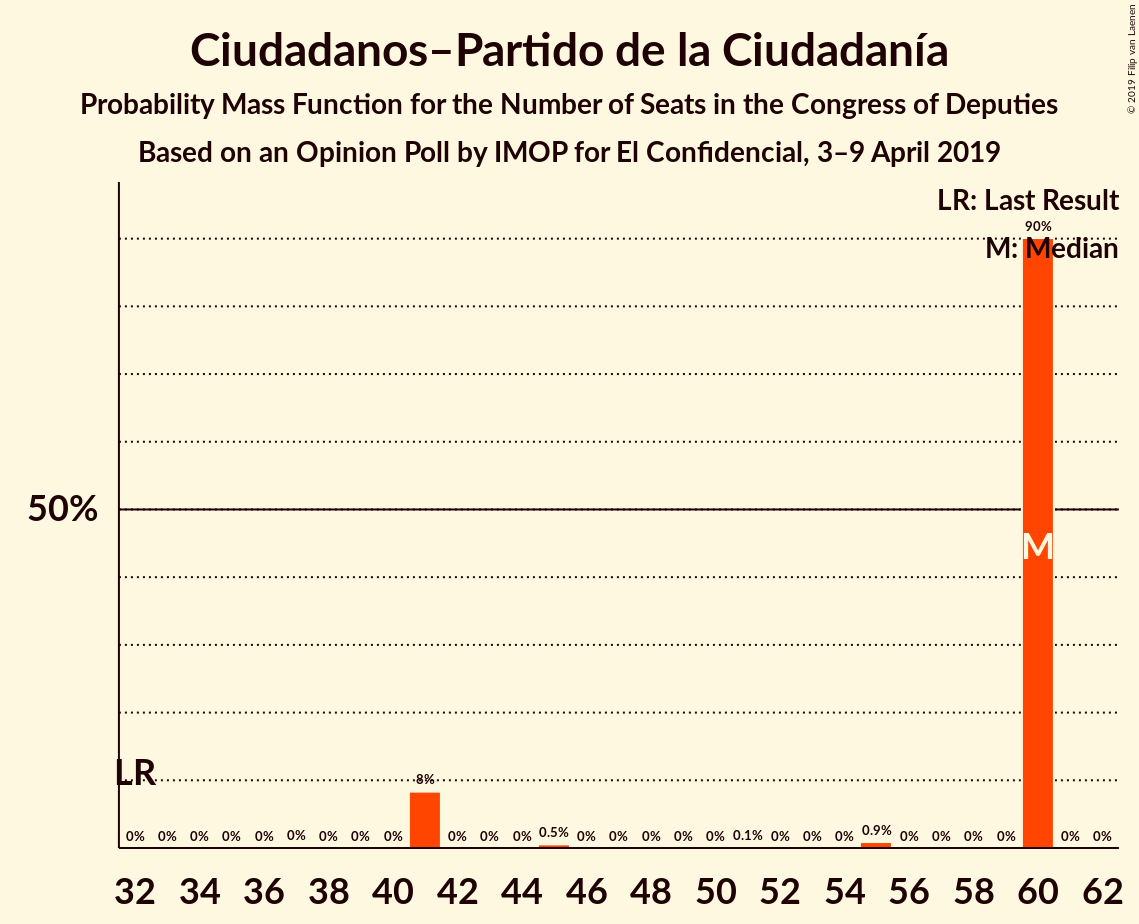 Ciudadanos–Partido de la Ciudadanía
Probability Mass Function for the Number of Seats in the Congress of Deputies
Based on an Opinion Poll by IMOP for El Confidencial, 3–9 April 2019
© 2019 Filip van Laenen
LR: Last Result
90%
M: Median
50%
M
LR
8%
0% 0% 0% 0% 0% 0% 0% 0% 0% 0% 0% 0% 0.5% 0% 0% 0% 0% 0% 0.1% 0% 0% 0% 0.9% 0% 0% 0% 0% 0% 0%
32 34 36 38 40 42 44 46 48 50 52 54 56 58 60 62